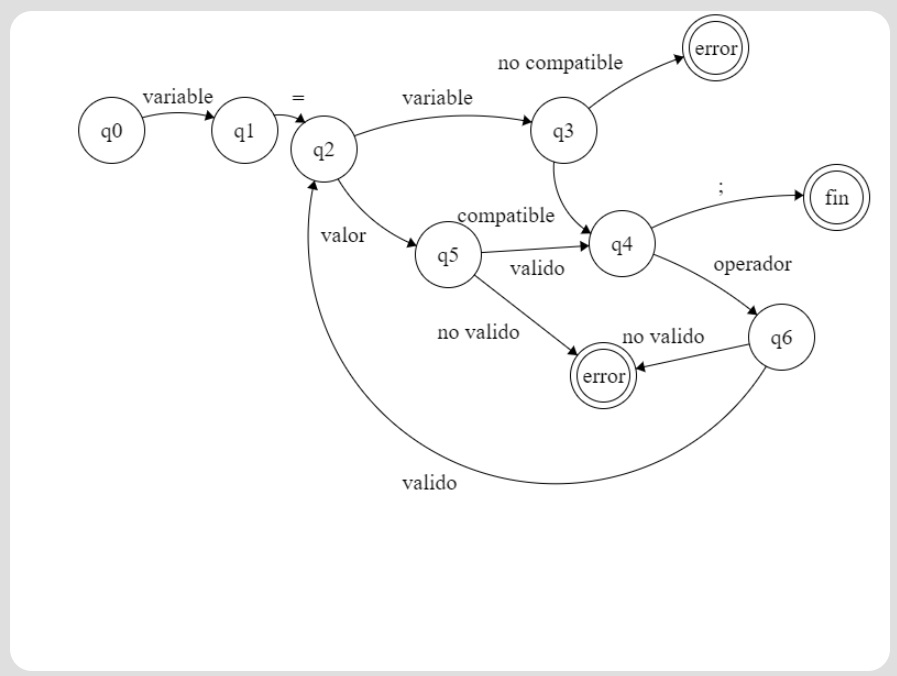 error
no compatible
variable
=
variable
q0
q1
q2
q3
;
fin
compatible
valor
q4
q5
valido
operador
no valido
no valido
q6
error
valido